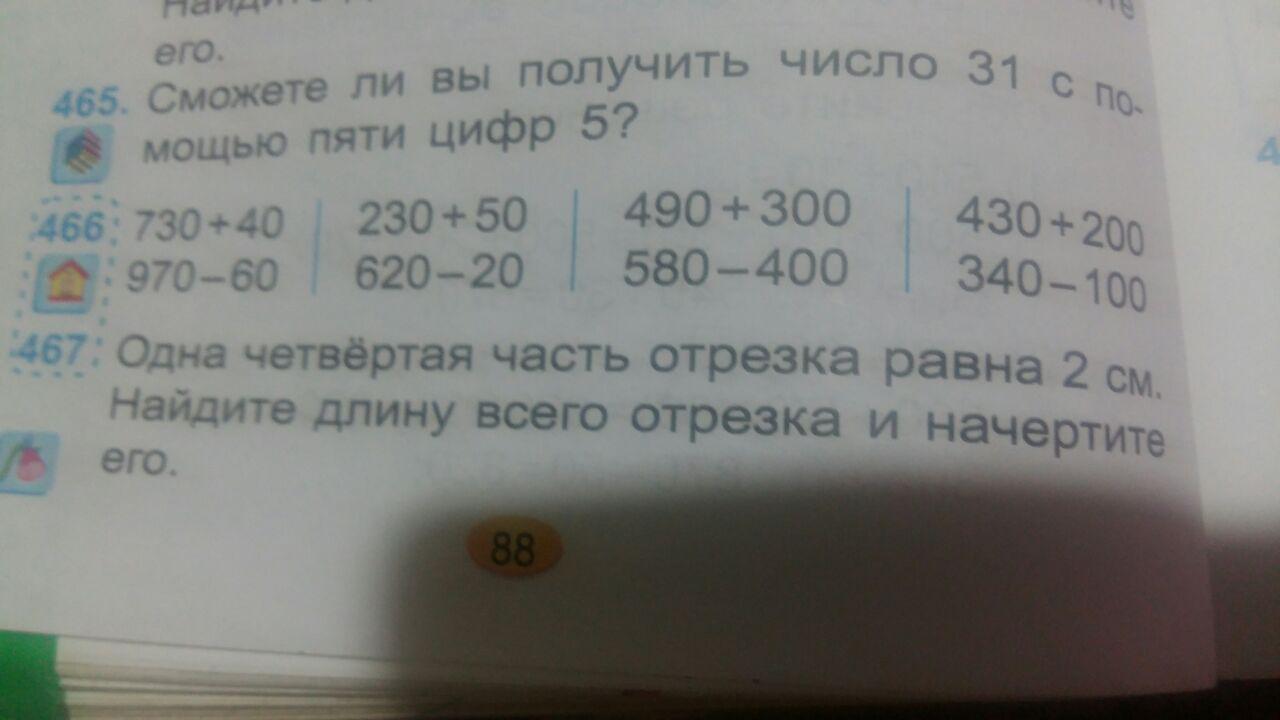 его.
465. Сможете ли вы получить число 31 с по-
мощью пяти цифр 5?
466. 730+40 230+50 490+300 430+200
970−60 620−20 580−400 340−100
467. Одна четвёртая часть отрезка равна 2 см.
Найдите длину всего отрезка и начертите
его.
88